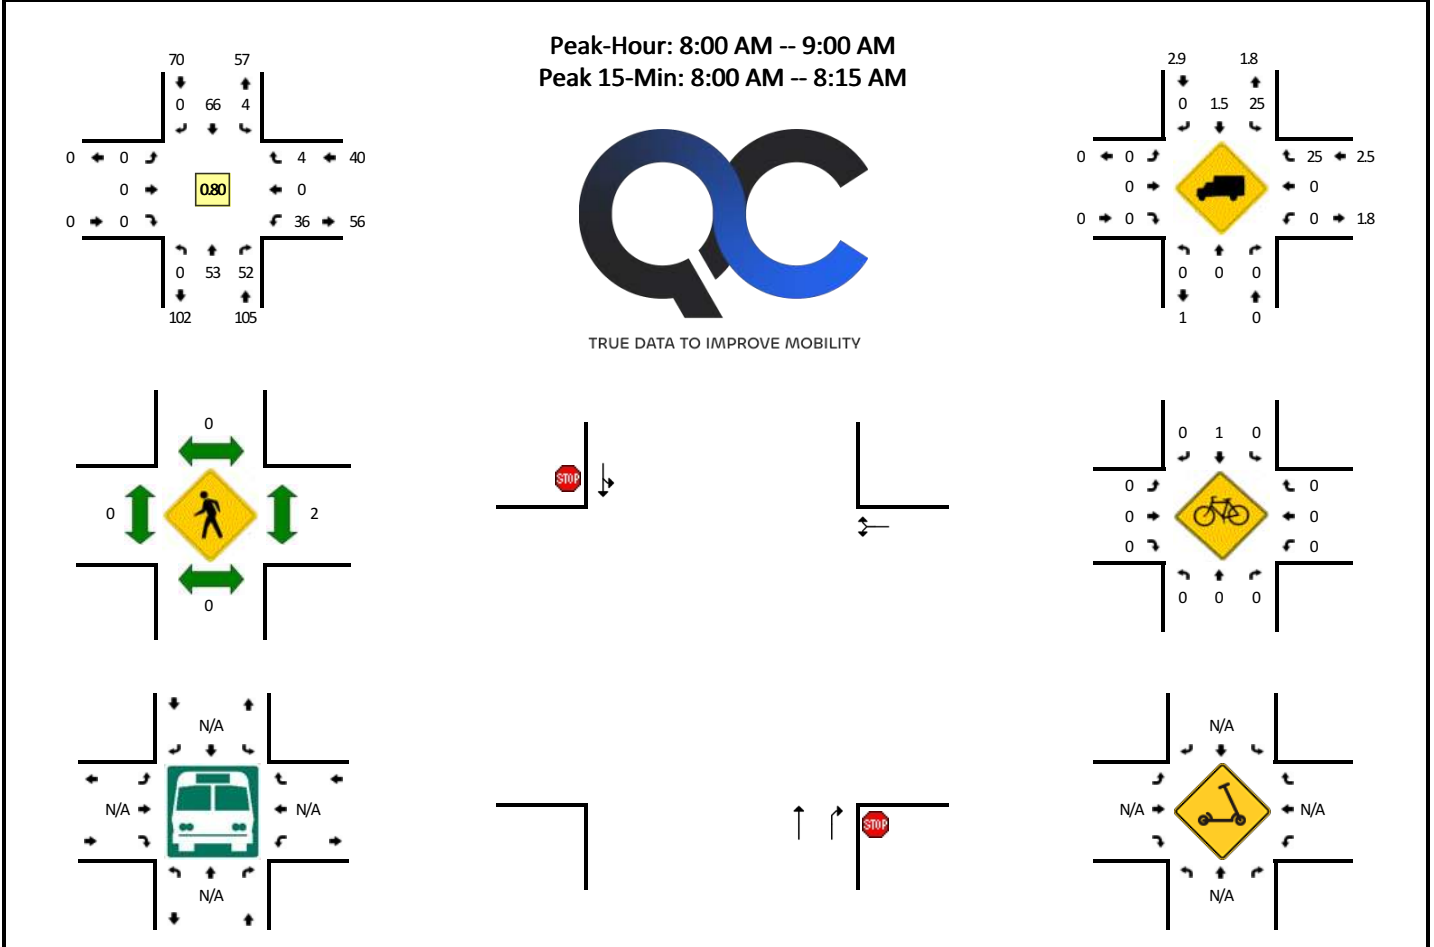 Peak-Hour: 8:00 AM -- 9:00 AM
Peak 15-Min: 8:00 AM -- 8:15 AM
70 57
0 66 4
0 0 4 40
0 0.80 0
0 0 36 56
0 53 52
102 105
QC
TRUE DATA TO IMPROVE MOBILITY
2.9 1.8
0 1.5 25
0 0 25 2.5
0 0
0 0 0 1.8
0 0 0
1 0
0
0 2
0
STOP
STOP
0 1 0
0 0
0 0
0 0
0 0 0
N/A
N/A N/A
N/A
N/A
N/A N/A
N/A